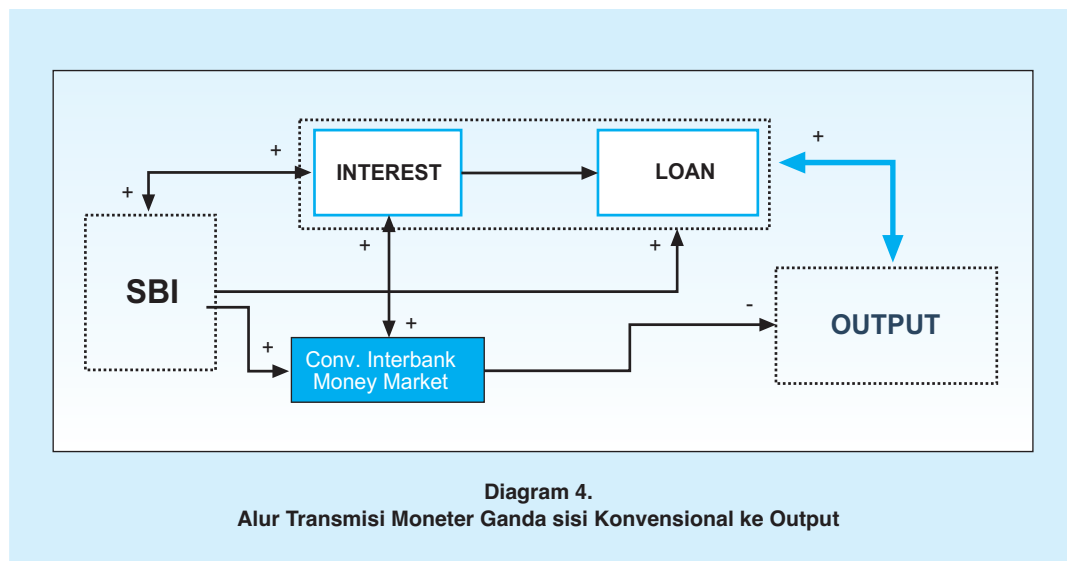 +
+
INTEREST
LOAN
+
+
+
SBI
+
+
Conv. Interbank
Money Market
-
OUTPUT
Diagram 4.
Alur Transmisi Moneter Ganda sisi Konvensional ke Output